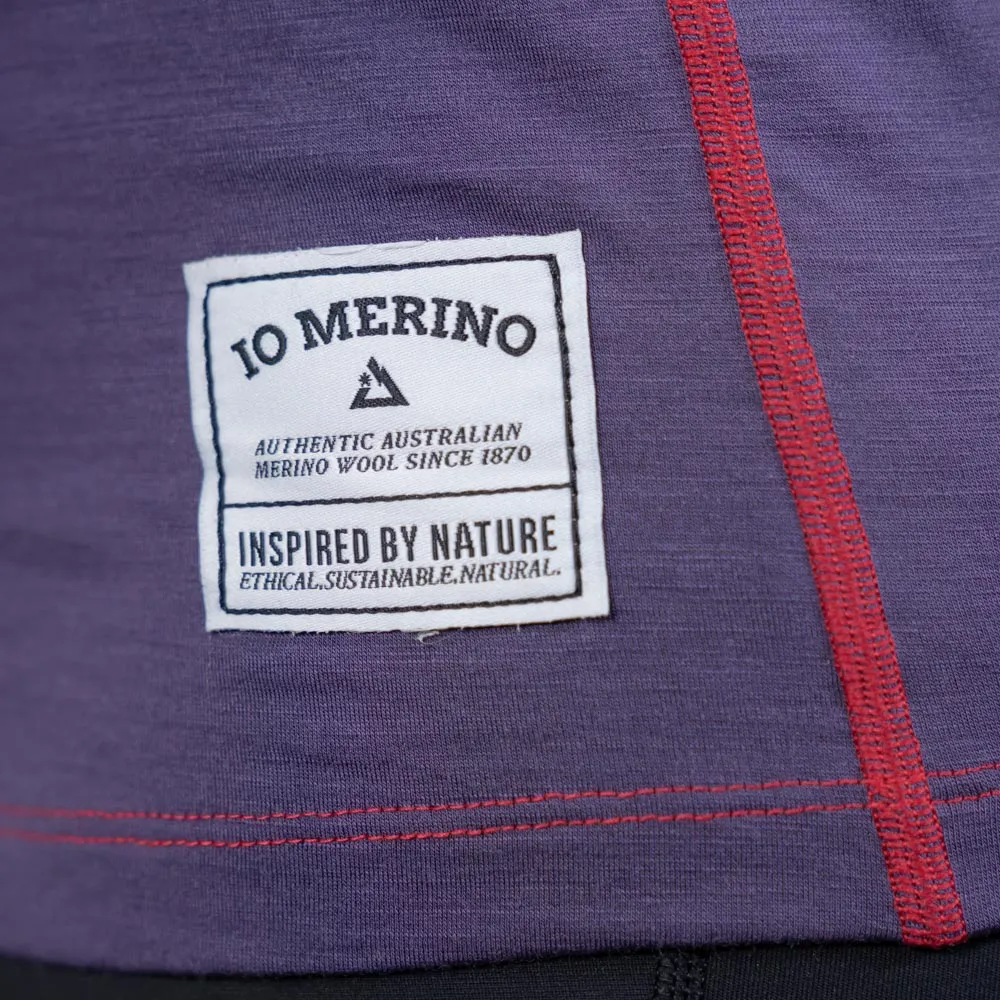 IO MERINO
AUTHENTIC AUSTRALIAN
MERINO WOOL SINCE 1870
INSPIRED BY NATURE
ETHICAL.SUSTAINABLE.NATURAL.